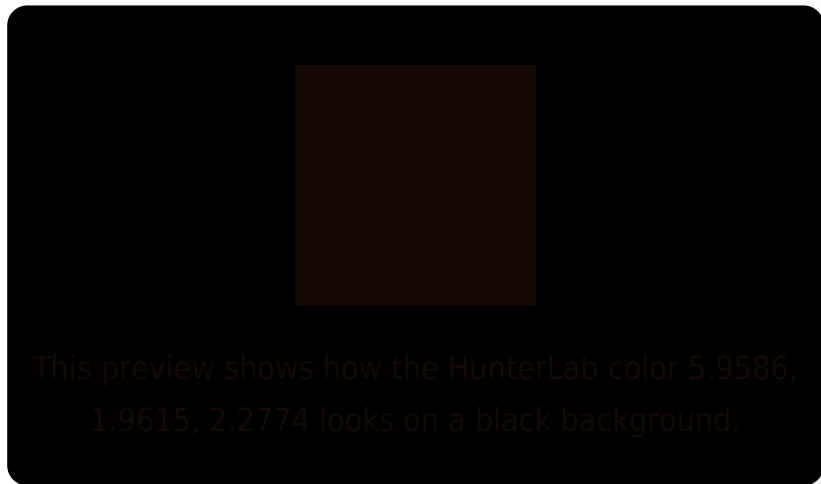 This preview shows how the HunterLab color 5.9586,
1.9615, 2.2774 looks on a black background.